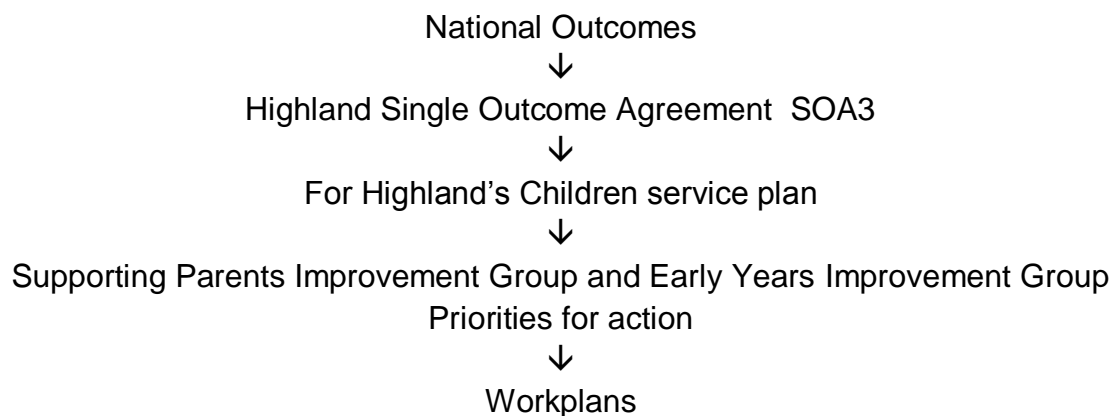 National Outcomes
↓
Highland Single Outcome Agreement SOA3
↓
For Highland's Children service plan
↓
Supporting Parents Improvement Group and Early Years Improvement Group
Priorities for action
↓
Workplans